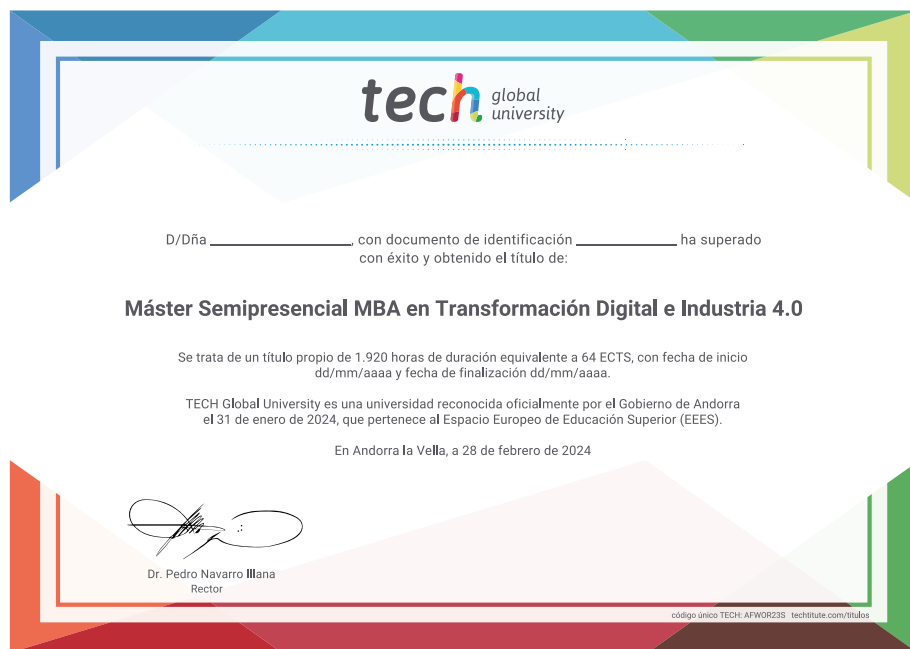 tech global
university
D/Dña ____________________, con documento de identificación ______________ ha superado
con éxito y obtenido el título de:
Máster Semipresencial MBA en Transformación Digital e Industria 4.0
Se trata de un título propio de 1.920 horas de duración equivalente a 64 ECTS, con fecha de inicio
dd/mm/aaaa y fecha de finalización dd/mm/aaaa.
TECH Global University es una universidad reconocida oficialmente por el Gobierno de Andorra
el 31 de enero de 2024, que pertenece al Espacio Europeo de Educación Superior (EEES).
En Andorra la Vella, a 28 de febrero de 2024
Dr. Pedro Navarro Illana
Rector
código único TECH: AFWOR23S techtitute.com/titulos